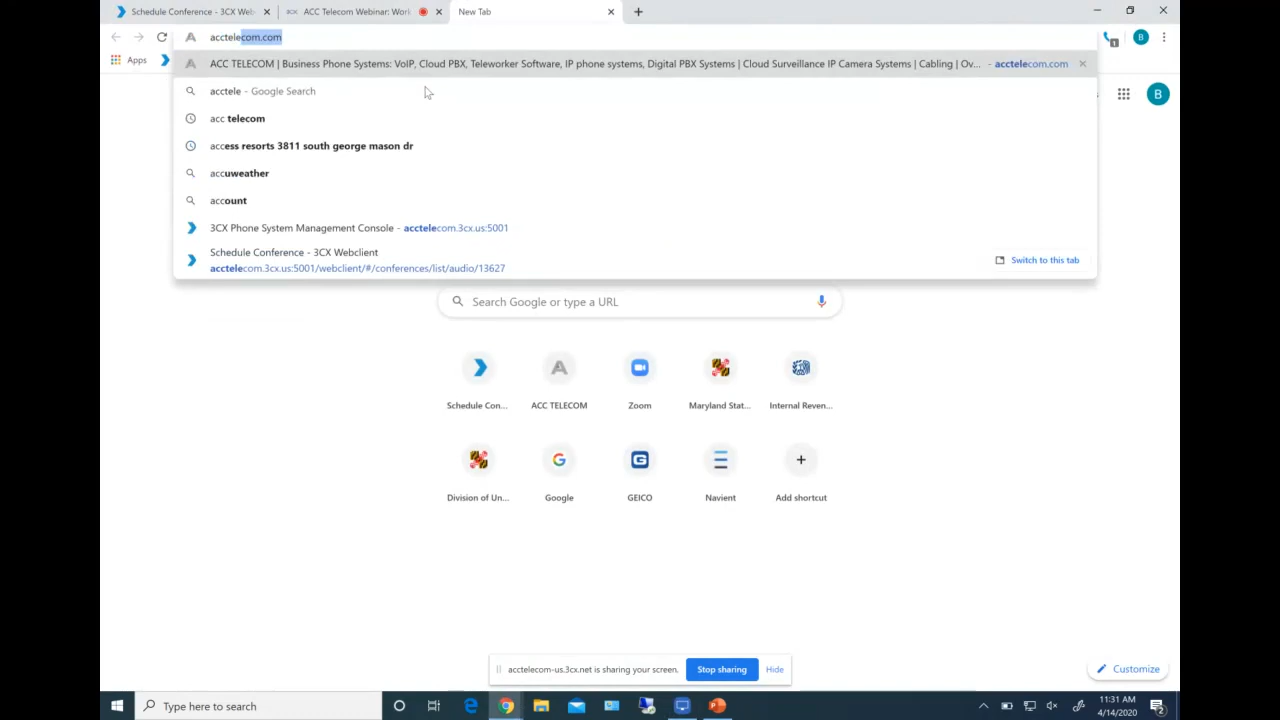 Schedule Conference - 3CX Web
ACC Telecom Webinar: Worl
New Tab
acctelecom.com
1
B
Apps
ACC TELECOM | Business Phone Systems: VoIP, Cloud PBX, Teleworker Software, IP phone systems, Digital PBX Systems | Cloud Surveillance IP Camera Systems | Cabling | Ov... - acctelecom.com
acctele - Google Search
B
acc telecom
access resorts 3811 south george mason dr
accuweather
account
3CX Phone System Management Console - acctelecom.3cx.us:5001
Schedule Conference - 3CX Webclient
acctelecom.3cx.us:5001/webclient/#/conferences/list/audio/13627
Switch to this tab
Search Google or type a URL
Schedule Con...
ACC TELECOM
Zoom
Maryland Stat...
Internal Reven...
Division of Un...
Google
GEICO
Navient
Add shortcut
acctelecom-us.3cx.net is sharing your screen.
Stop sharing
Hide
Customize
Type here to search
11:31 AM
4/14/2020
2